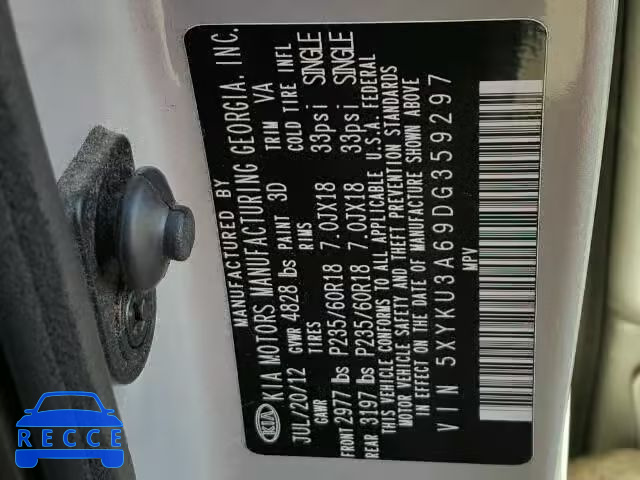 MANUFACTURED BY
KIA KIA MOTORS MANUFACTURING GEORGIA, INC.
JUL/20/12 GVWR 4828 lbs PAINT 3D TRIM VA
GAWR TIRES RIMS COLD TIRE INFL
FRONT 2977 lbs P235/60R18 7.0JX18 33psi SINGLE
REAR 3197 lbs P235/60R18 7.0JX18 33psi SINGLE
THIS VEHICLE CONFORMS TO ALL APPLICABLE U.S.A. FEDERAL
MOTOR VEHICLE SAFETY AND THEFT PREVENTION STANDARDS
IN EFFECT ON THE DATE OF MANUFACTURE SHOWN ABOVE
VIN 5XYKU3A69DG359297
MPV
RECCE